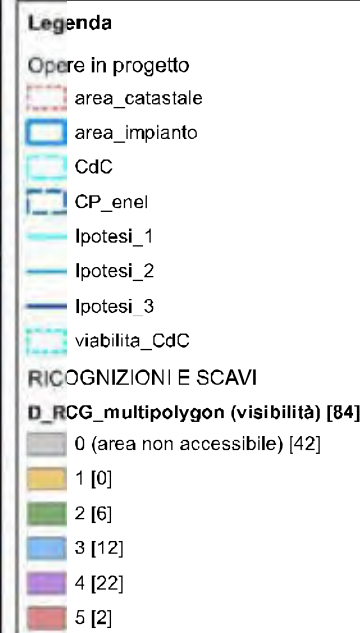 Legenda
Opere in progetto
area_catastale
area_impianto
CdC
CP_enel
Ipotesi_1
Ipotesi_2
Ipotesi_3
viabilita_CdC
RICOGNIZIONI E SCAVI
D_RCG_multipolygon (visibilità) [84]
0 (area non accessibile) [42]
1 [0]
2 [6]
3 [12]
4 [22]
5 [2]